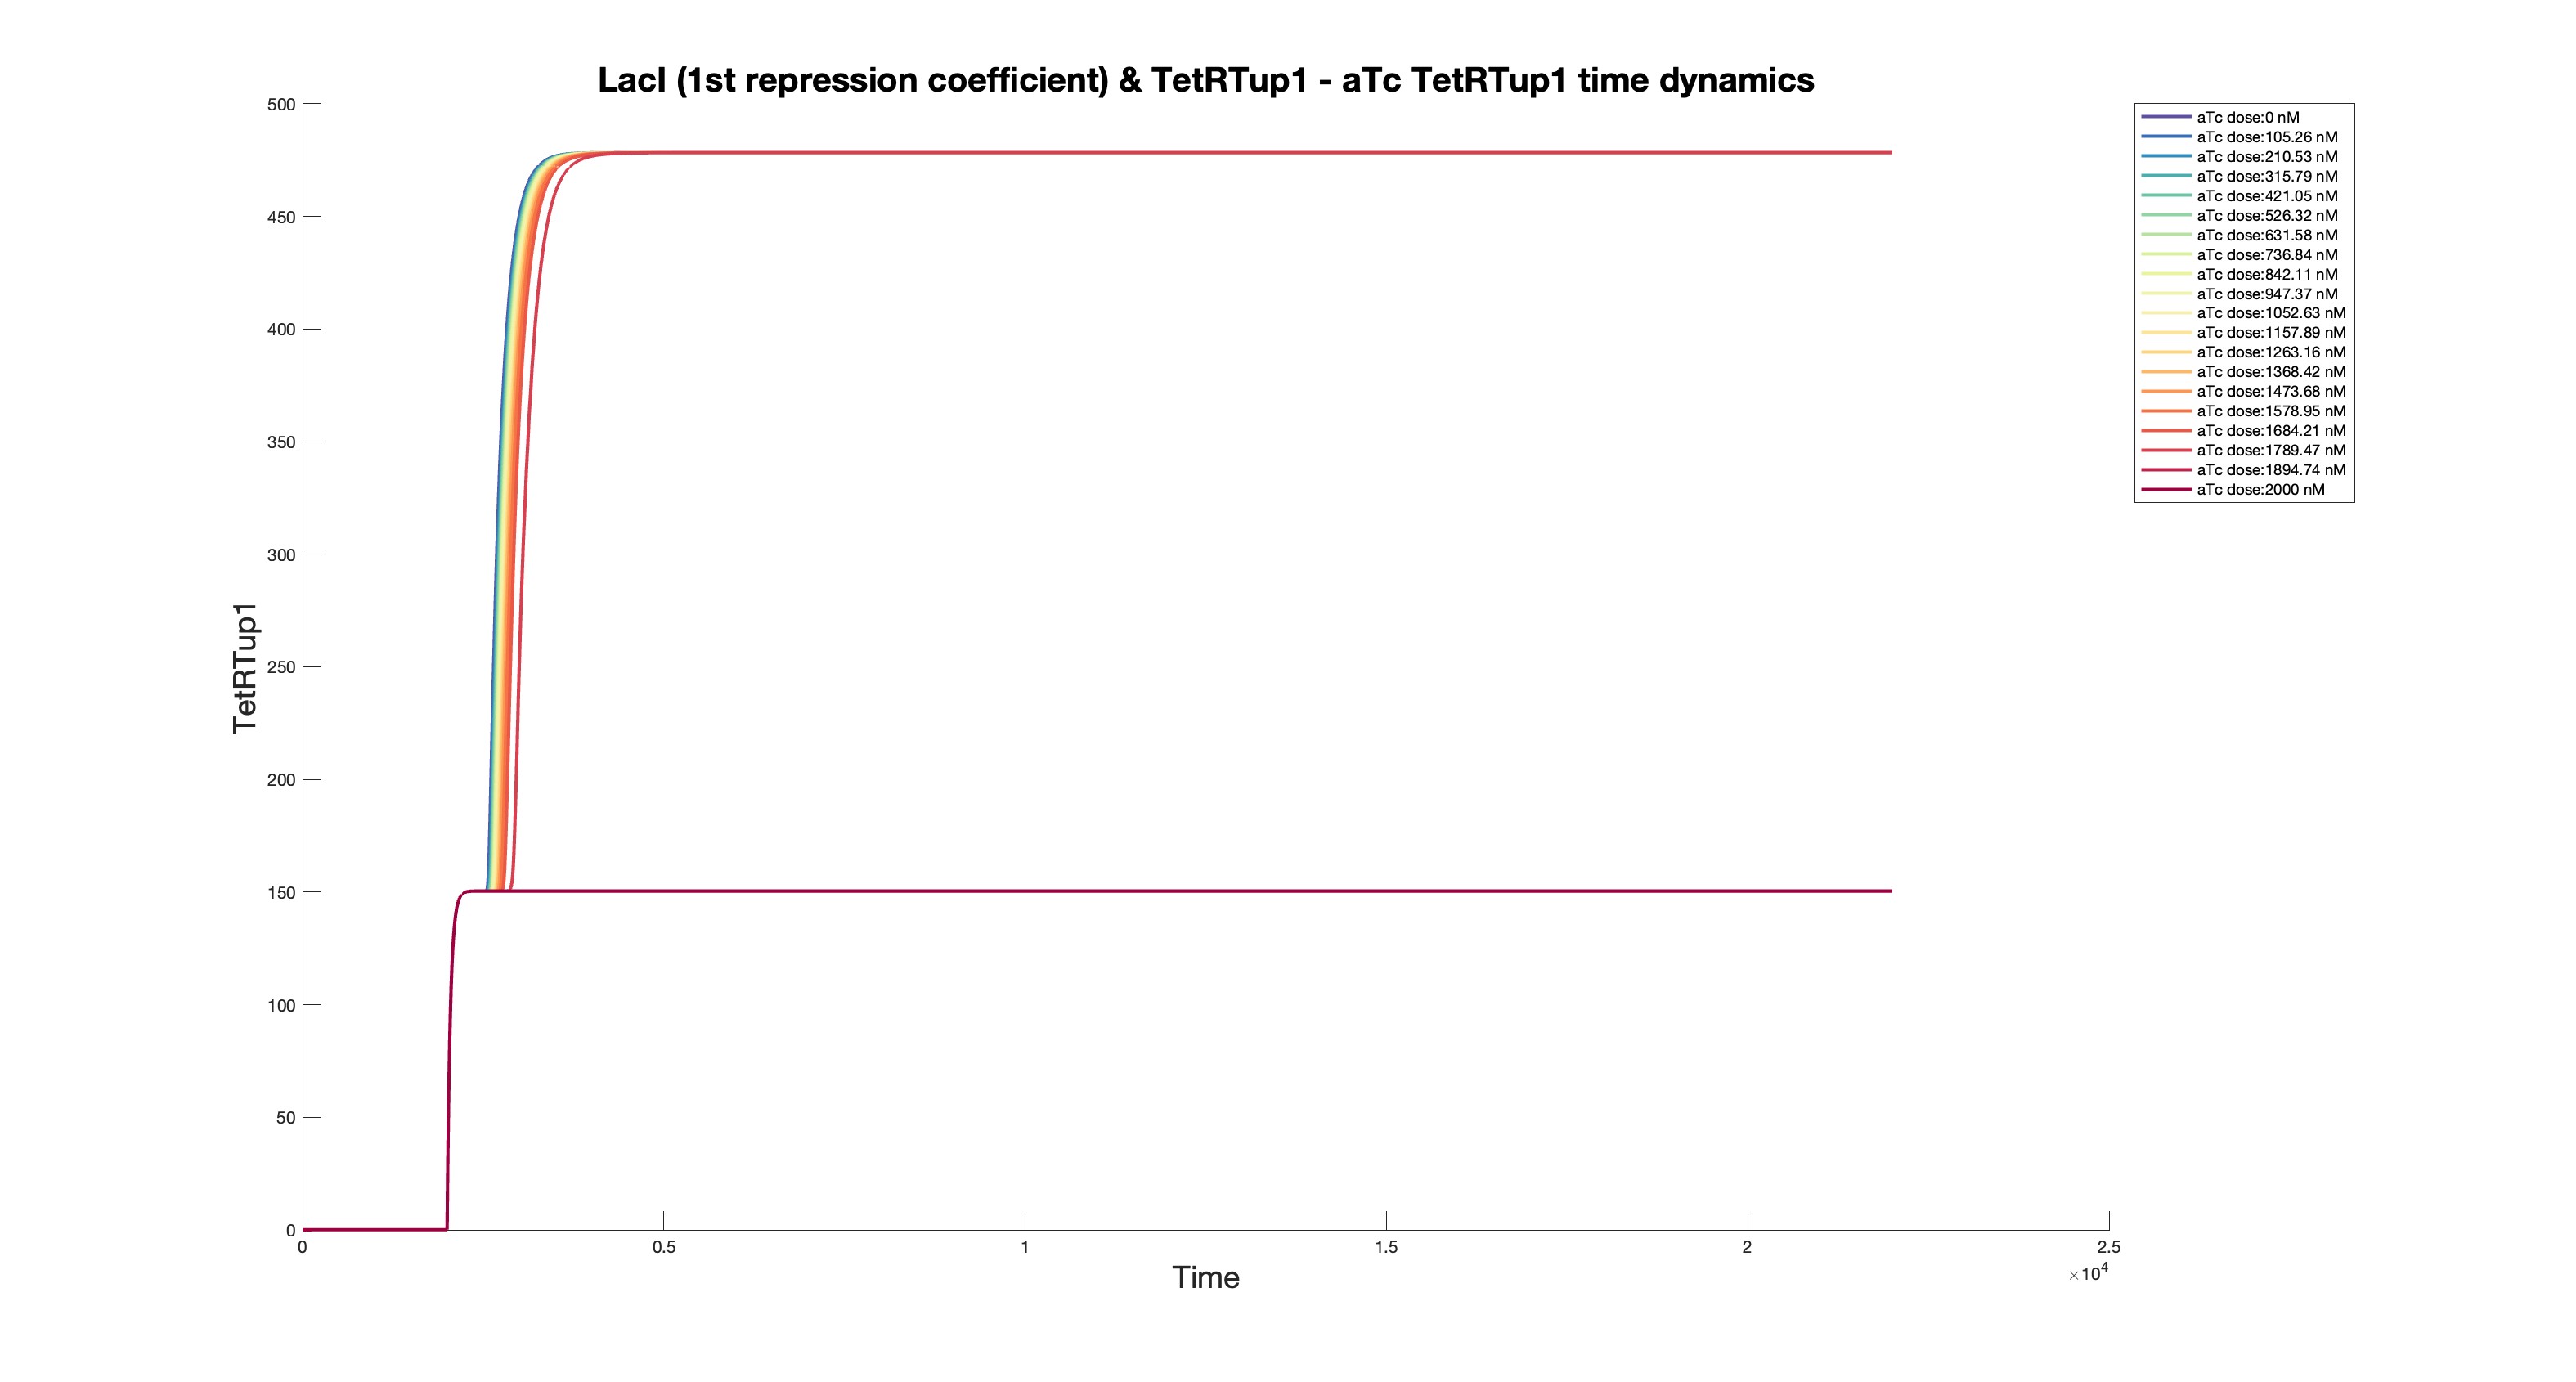 LacI (1st repression coefficient) & TetRTup1 - aTc TetRTup1 time dynamics
500
450
400
350
300
250
200
150
100
50
0
TetRTup1
0 0.5 1 1.5 2 2.5
×10⁴
Time
aTc dose:0 nM
aTc dose:105.26 nM
aTc dose:210.53 nM
aTc dose:315.79 nM
aTc dose:421.05 nM
aTc dose:526.32 nM
aTc dose:631.58 nM
aTc dose:736.84 nM
aTc dose:842.11 nM
aTc dose:947.37 nM
aTc dose:1052.63 nM
aTc dose:1157.89 nM
aTc dose:1263.16 nM
aTc dose:1368.42 nM
aTc dose:1473.68 nM
aTc dose:1578.95 nM
aTc dose:1684.21 nM
aTc dose:1789.47 nM
aTc dose:1894.74 nM
aTc dose:2000 nM